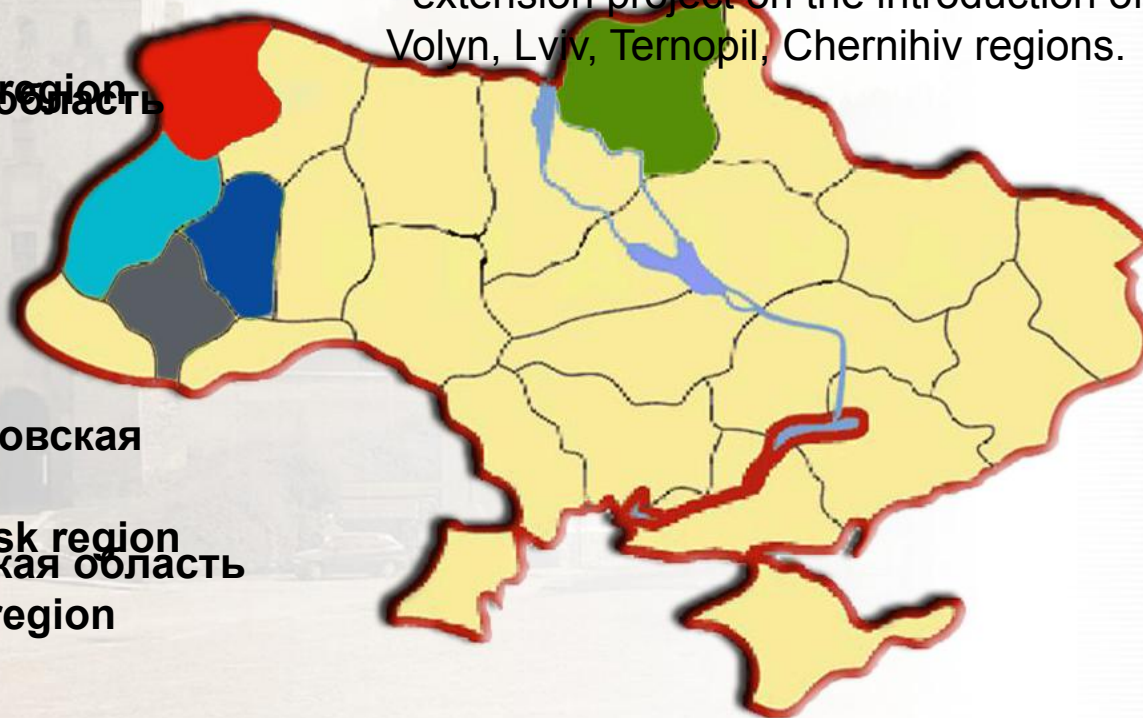 extension project on the introduction of
Volyn, Lviv, Ternopil, Chernihiv regions.
region
область
овская
sk region
кая область
region